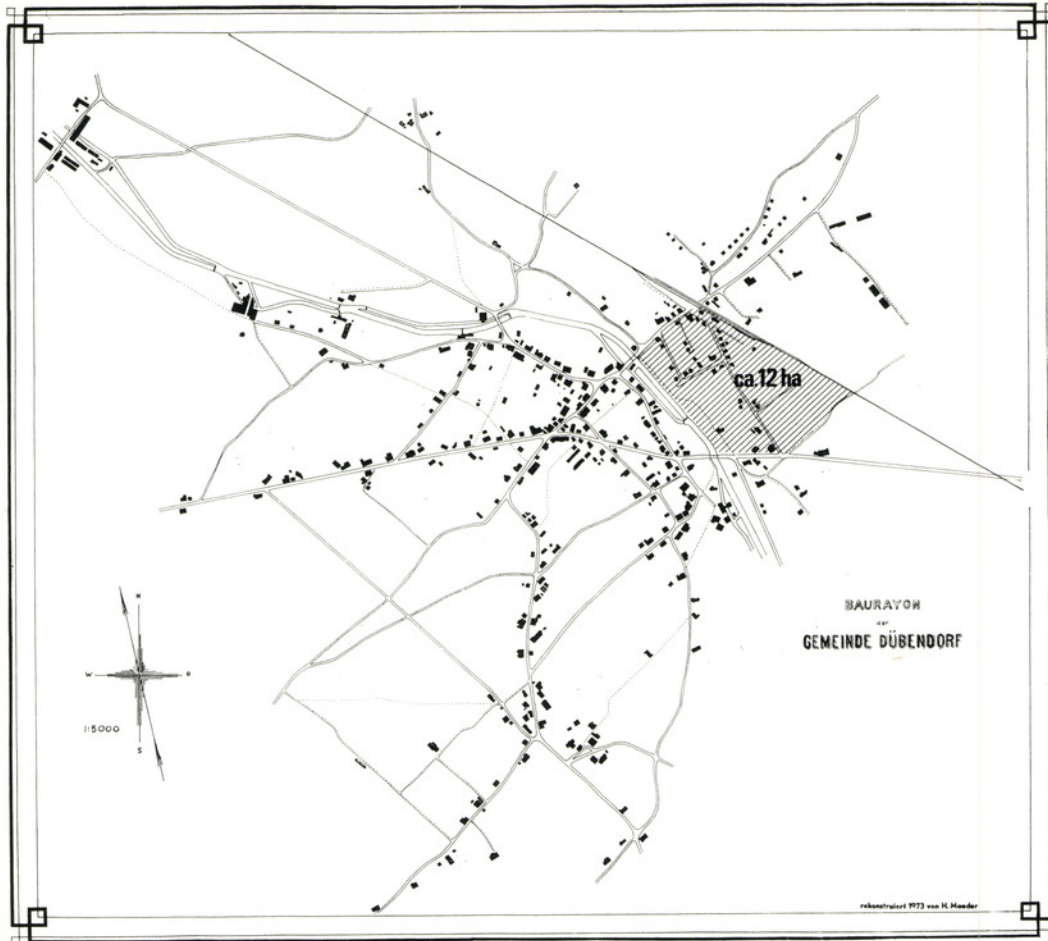 ca.12 ha
BAURAYON
der
GEMEINDE DÜBENDORF
N
W
O
S
1:5000
rekonstruiert 1973 von H. Maeder